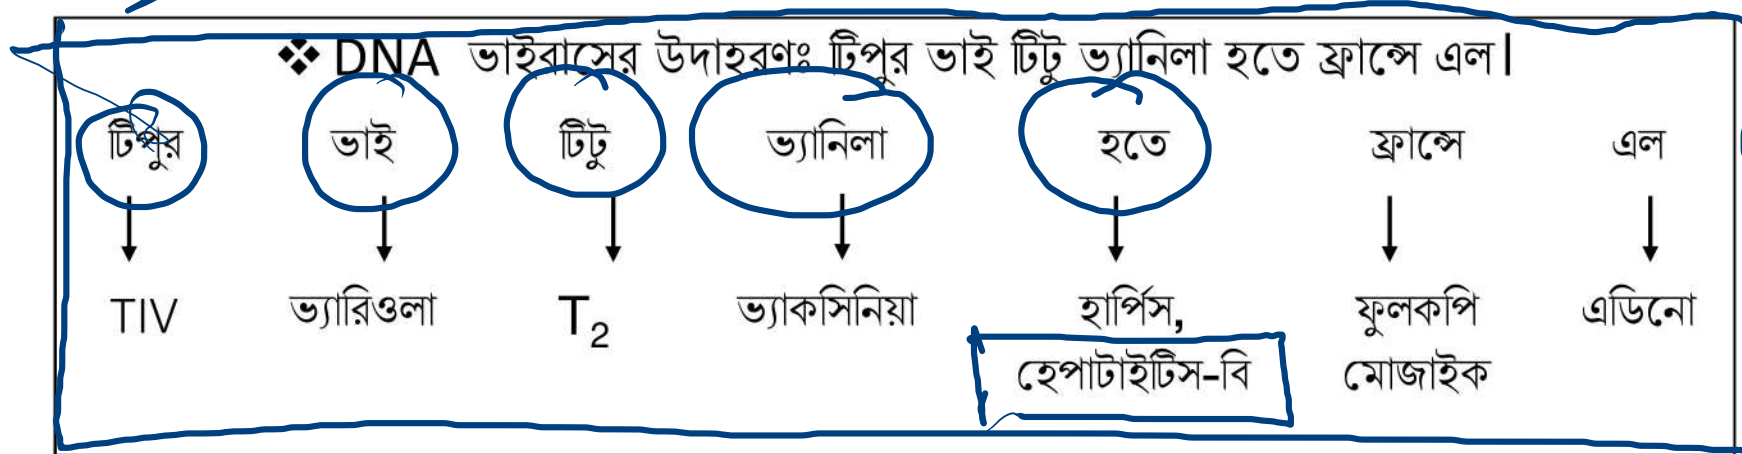 ❖ DNA ভাইরাসের উদাহরণঃ টিপুর ভাই টিটু ভ্যানিলা হতে ফ্রান্সে এল।
টিপুর ভাই টিটু ভ্যানিলা হতে ফ্রান্সে এল
TIV ভ্যারিওলা T₂ ভ্যাকসিনিয়া হার্পিস, ফুলকপি এডিনো
হেপাটাইটিস-বি মোজাইক